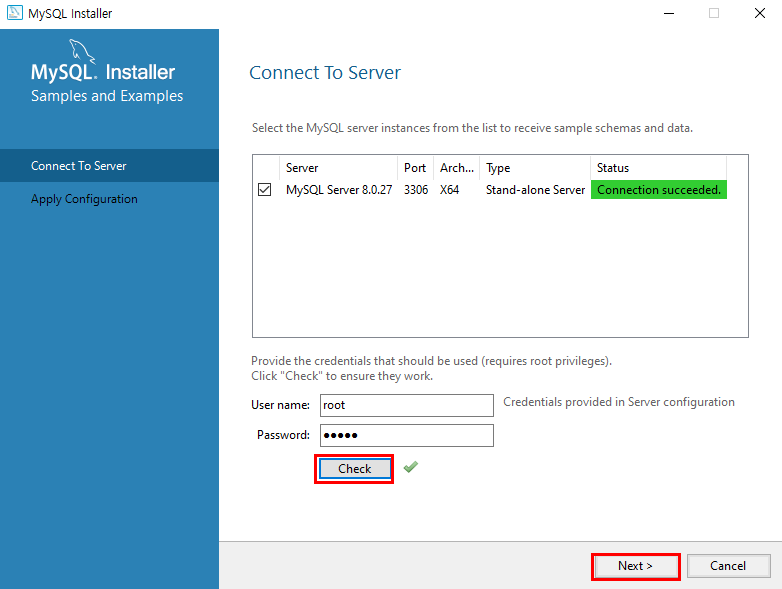 MySQL Installer
MySQL. Installer
Samples and Examples
Connect To Server
Apply Configuration
Connect To Server
Select the MySQL server instances from the list to receive sample schemas and data.
Server Port Arch... Type Status
MySQL Server 8.0.27 3306 X64 Stand-alone Server Connection succeeded.
Provide the credentials that should be used (requires root privileges).
Click "Check" to ensure they work.
User name: root Credentials provided in Server configuration
Password: ●●●●●
Check
Next > Cancel